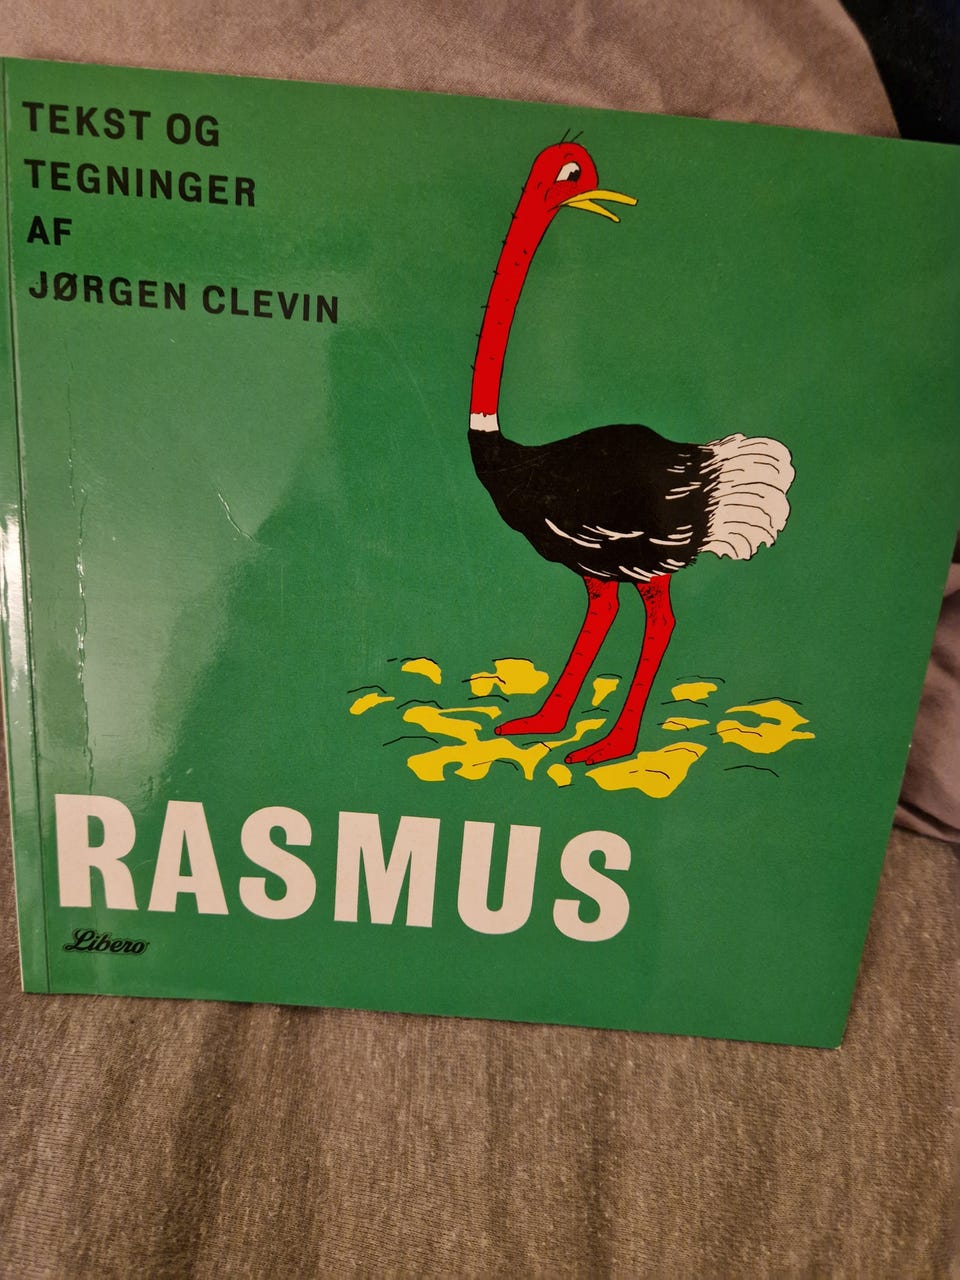 TEKST OG
TEGNINGER
AF
JØRGEN CLEVIN
RASMUS
Libero